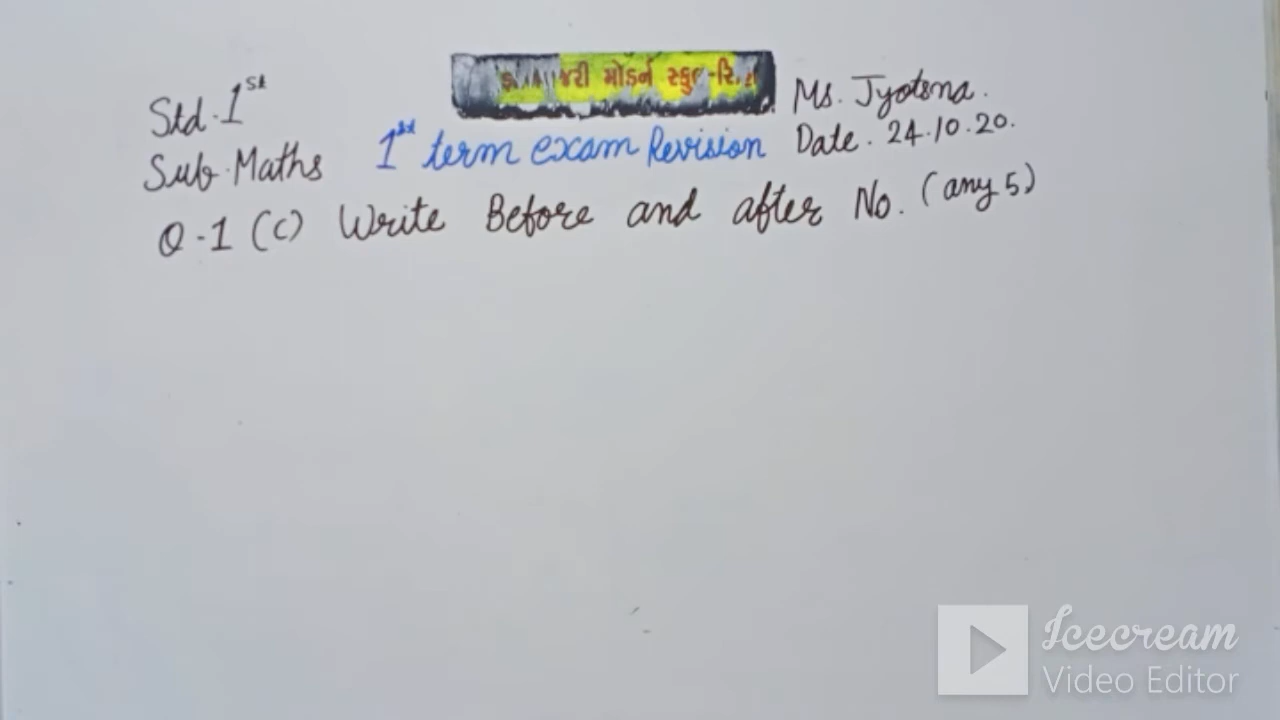 મોડર્ન સ્કુલ
Std. 1st
Ms. Jyotsna.
Sub. Maths
1st term exam Revision
Date. 24.10.20.
Q.1 (C) Write Before and after No. (any 5)
Icecream
Video Editor